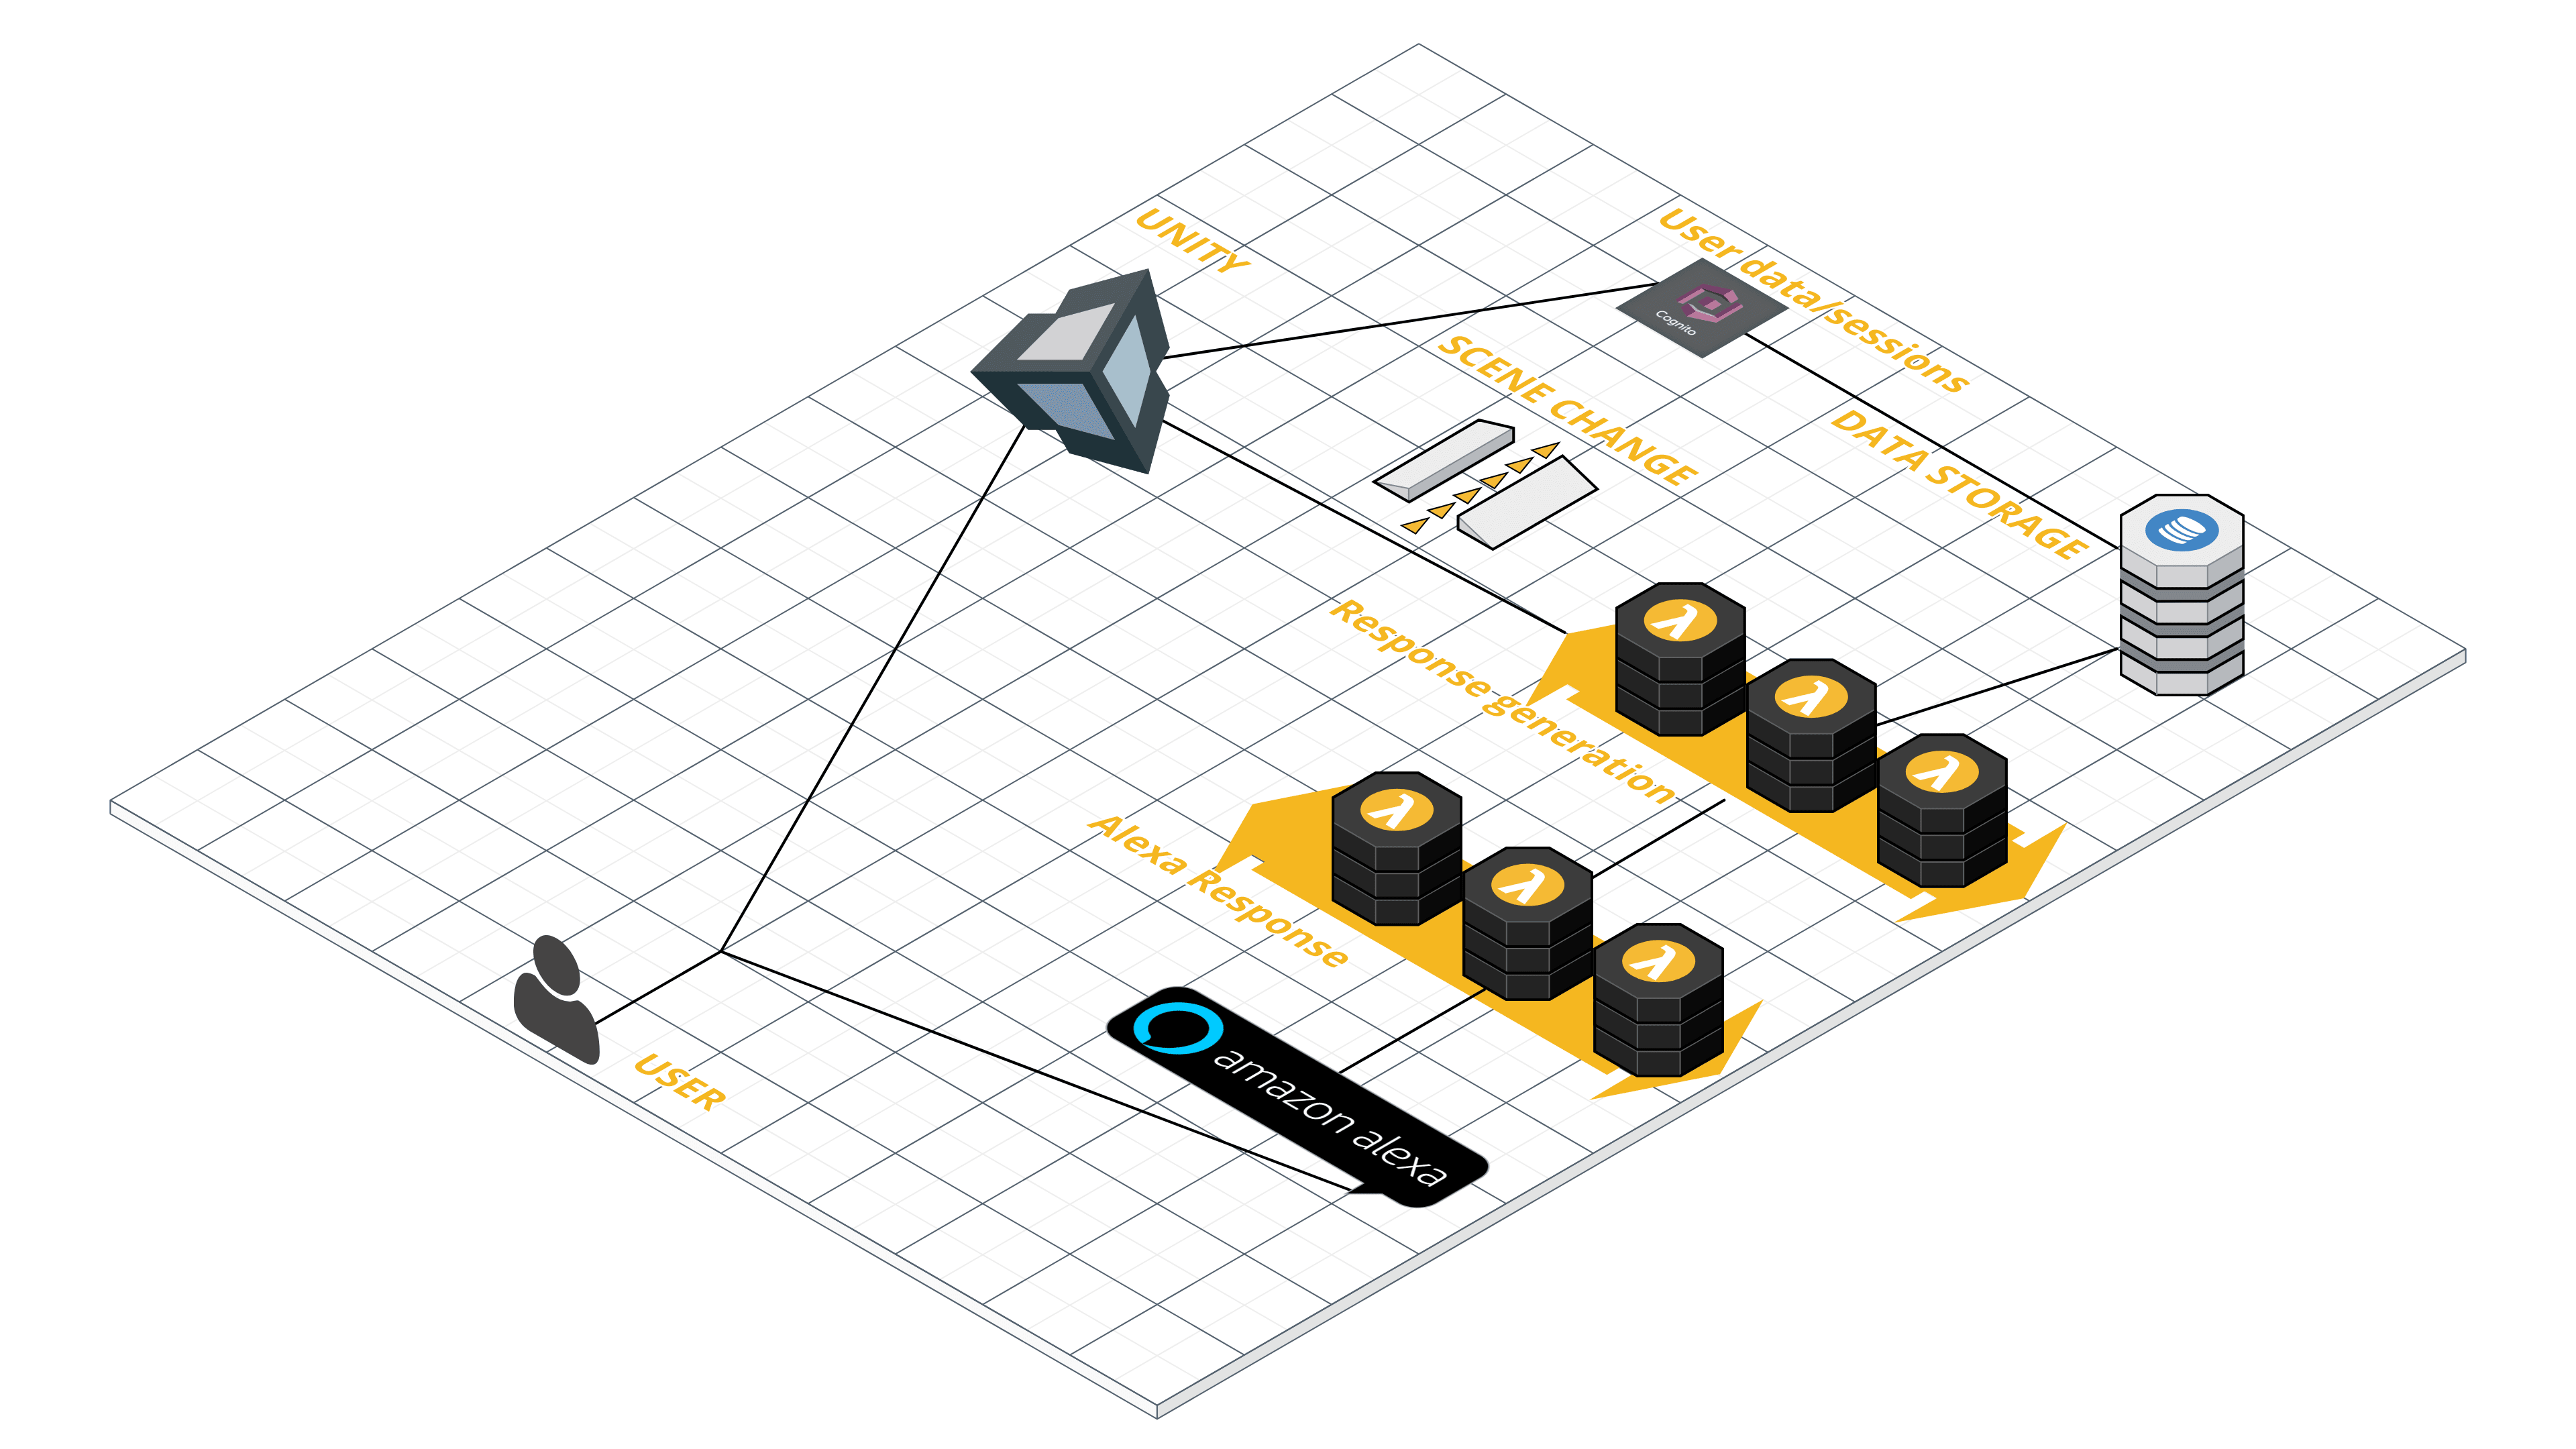 UNITY
User data/sessions
Cognito
SCENE CHANGE
DATA STORAGE
Response generation
λ
λ
λ
Alexa Response
λ
λ
λ
USER
amazon alexa